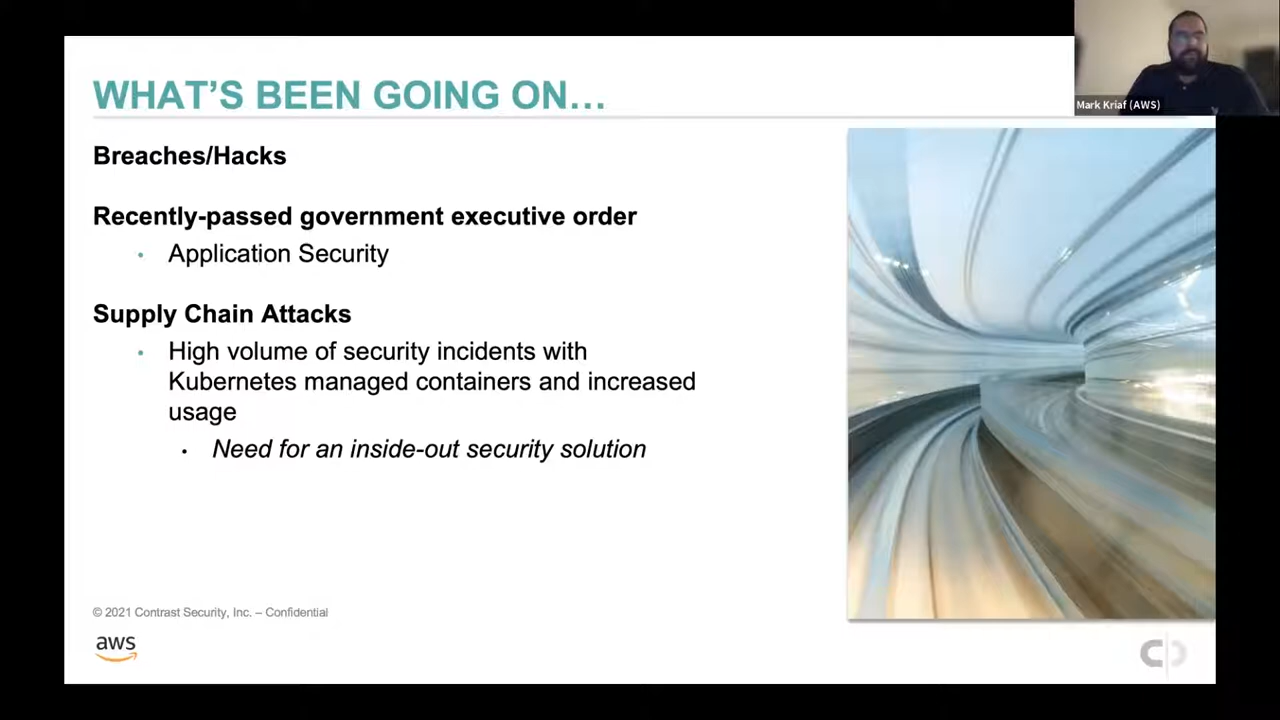 WHAT'S BEEN GOING ON…
Mark Kriaf (AWS)
Breaches/Hacks
Recently-passed government executive order
• Application Security
Supply Chain Attacks
• High volume of security incidents with
Kubernetes managed containers and increased
usage
• Need for an inside-out security solution
© 2021 Contrast Security, Inc. – Confidential
aws